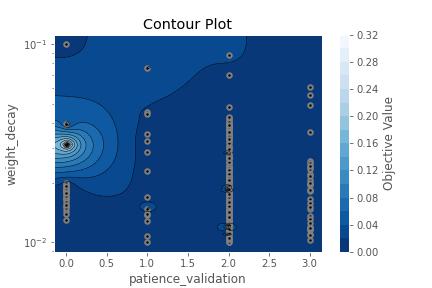 Contour Plot
10⁻¹
10⁻²
weight_decay
0.0 0.5 1.0 1.5 2.0 2.5 3.0
patience_validation
0.32
0.28
0.24
0.20
0.16
0.12
0.08
0.04
0.00
Objective Value